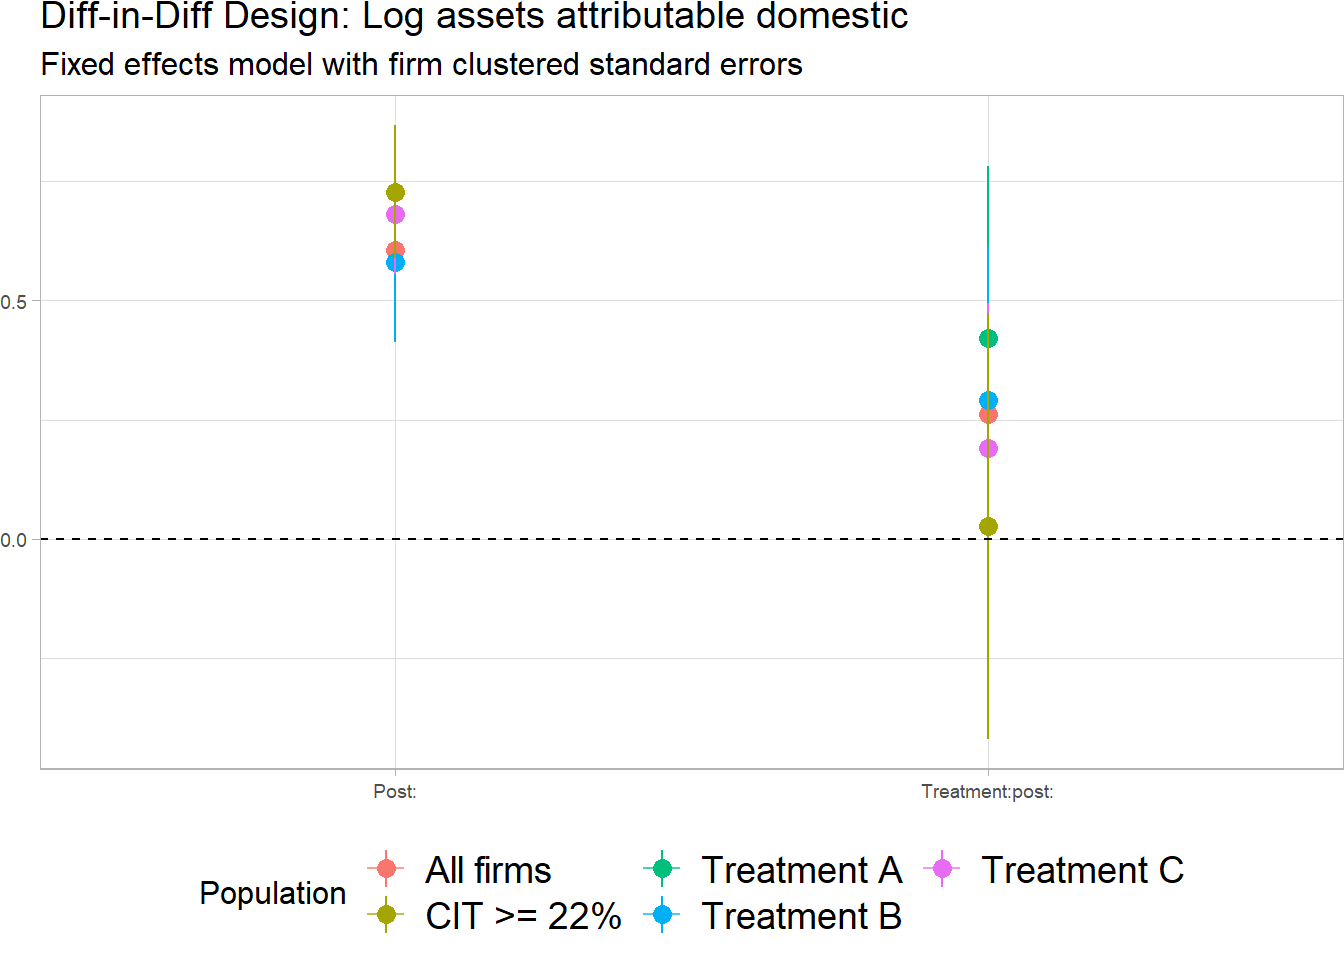 Diff-in-Diff Design: Log assets attributable domestic
Fixed effects model with firm clustered standard errors
0.5
0.0
Post:
Treatment:post:
Population
All firms
Treatment A
Treatment C
CIT >= 22%
Treatment B